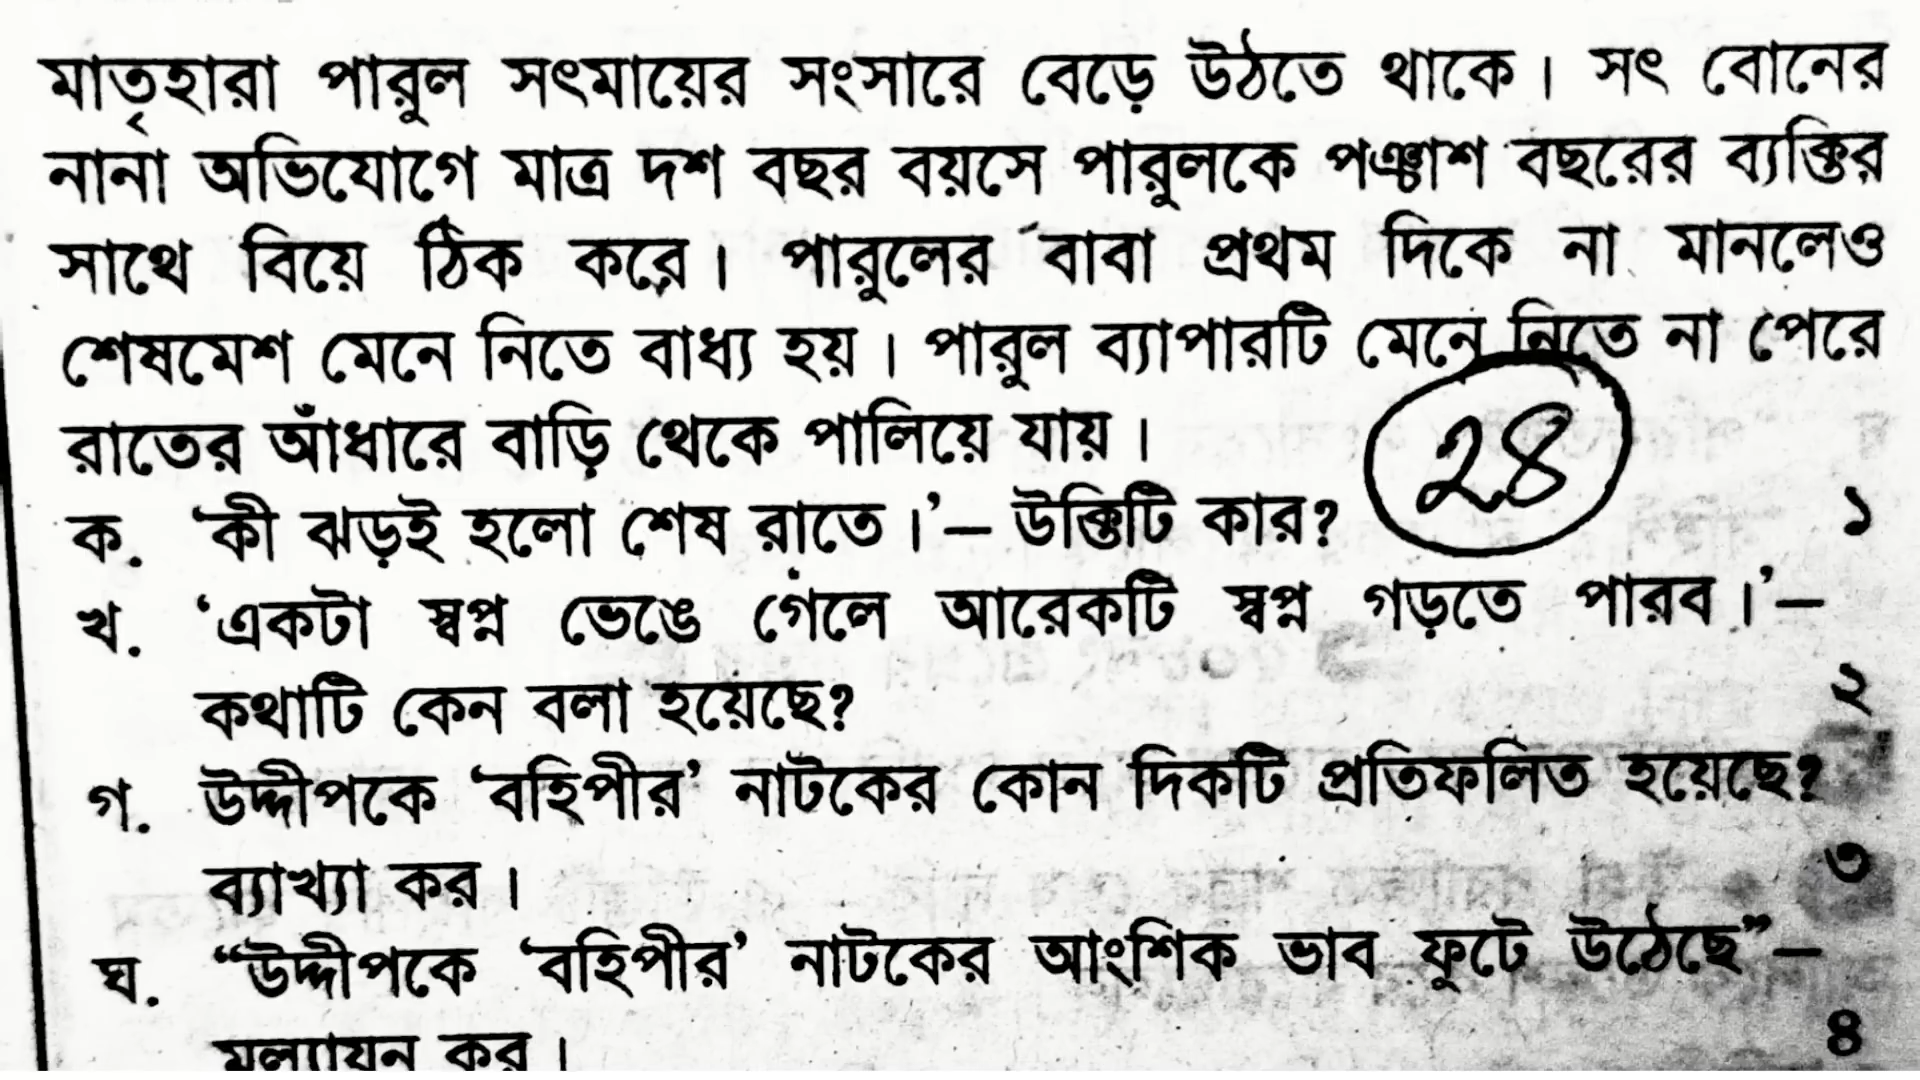 মাতৃহারা পারুল সৎমায়ের সংসারে বেড়ে উঠতে থাকে। সৎ বোনের
নানা অভিযোগে মাত্র দশ বছর বয়সে পারুলকে পঞ্চাশ বছরের ব্যক্তির
সাথে বিয়ে ঠিক করে। পারুলের বাবা প্রথম দিকে না মানলেও
শেষমেশ মেনে নিতে বাধ্য হয়। পারুল ব্যাপারটি মেনে নিতে না পেরে
রাতের আঁধারে বাড়ি থেকে পালিয়ে যায়।
28
ক. ‘কী ঝড়ই হলো শেষ রাতে।’– উক্তিটি কার? ১
খ. ‘একটা স্বপ্ন ভেঙে গেলে আরেকটি স্বপ্ন গড়তে পারব।’–
কথাটি কেন বলা হয়েছে? ২
গ. উদ্দীপকে ‘বহিপীর’ নাটকের কোন দিকটি প্রতিফলিত হয়েছে?
ব্যাখ্যা কর। ৩
ঘ. “উদ্দীপকে ‘বহিপীর’ নাটকের আংশিক ভাব ফুটে উঠেছে”–
মূল্যায়ন কর। ৪